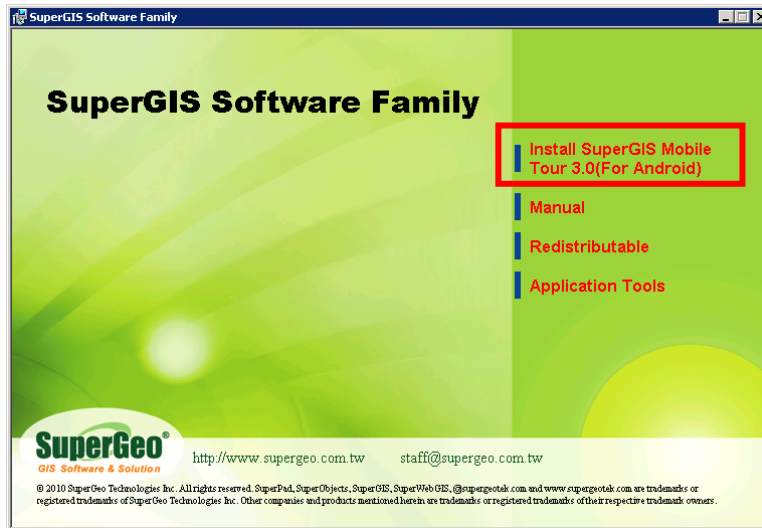 SuperGIS Software Family
SuperGIS Software Family
Install SuperGIS Mobile
Tour 3.0(For Android)
Manual
Redistributable
Application Tools
SuperGeo®
GIS Software & Solution
http://www.supergeo.com.tw staff@supergeo.com.tw
© 2010 SuperGeo Technologies Inc. All rights reserved. SuperPad, SuperObjects, SuperGIS, SuperWebGIS, @supergeotek.com and www.supergeotek.com are trademarks or
registered trademarks of SuperGeo Technologies Inc. Other companies and products mentioned herein are trademarks or registered trademarks of their respective trademark owners.